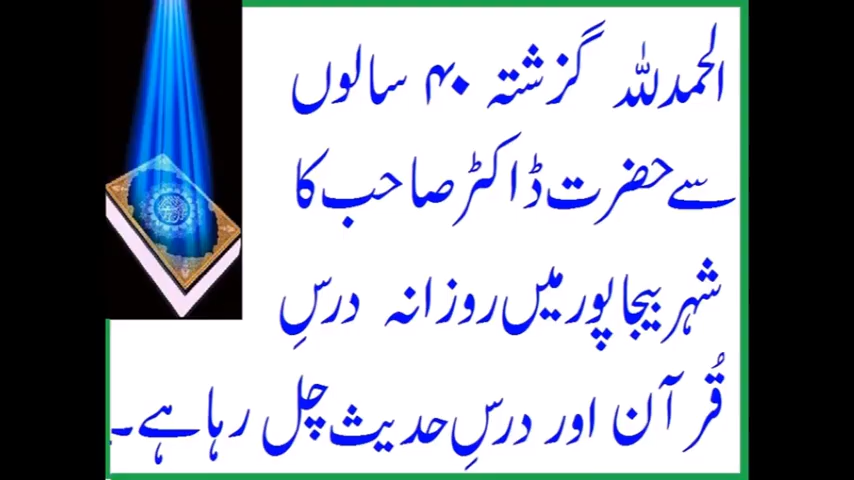 الحمدللہ گزشتہ ۴۰ سالوں
سے حضرت ڈاکٹر صاحب کا
شہر بیجاپور میں روزانہ درسِ
قُرآن اور درسِ حدیث چل رہا ہے۔